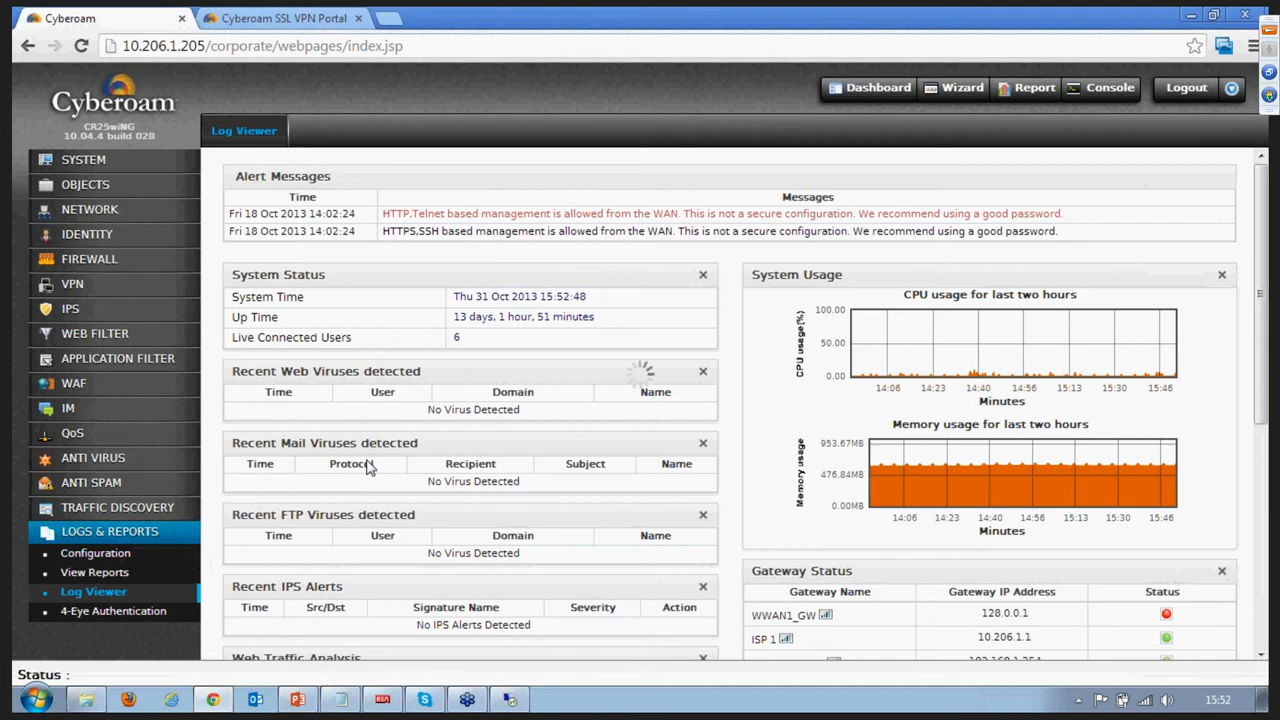 Cyberoam
Cyberoam SSL VPN Portal
10.206.1.205/corporate/webpages/index.jsp
Cyberoam
CR25wiNG
10.04.4 build 028
Dashboard Wizard Report Console Logout
Log Viewer
SYSTEM
OBJECTS
NETWORK
IDENTITY
FIREWALL
VPN
IPS
WEB FILTER
APPLICATION FILTER
WAF
IM
QoS
ANTI VIRUS
ANTI SPAM
TRAFFIC DISCOVERY
LOGS & REPORTS
Configuration
View Reports
Log Viewer
4-Eye Authentication
Alert Messages
Time Messages
Fri 18 Oct 2013 14:02:24 HTTP,Telnet based management is allowed from the WAN. This is not a secure configuration. We recommend using a good password.
Fri 18 Oct 2013 14:02:24 HTTPS,SSH based management is allowed from the WAN. This is not a secure configuration. We recommend using a good password.
System Status
System Time Thu 31 Oct 2013 15:52:48
Up Time 13 days, 1 hour, 51 minutes
Live Connected Users 6
Recent Web Viruses detected
Time User Domain Name
No Virus Detected
Recent Mail Viruses detected
Time Protocol Recipient Subject Name
No Virus Detected
Recent FTP Viruses detected
Time User Domain Name
No Virus Detected
Recent IPS Alerts
Time Src/Dst Signature Name Severity Action
No IPS Alerts Detected
Web Traffic Analysis
System Usage
CPU usage for last two hours
CPU usage(%)
100.00
50.00
0.00
14:06 14:23 14:40 14:56 15:13 15:30 15:46
Minutes
Memory usage for last two hours
Memory usage
953.67MB
476.84MB
0.00MB
14:06 14:23 14:40 14:56 15:13 15:30 15:46
Minutes
Gateway Status
Gateway Name Gateway IP Address Status
WWAN1_GW 128.0.0.1
ISP 1 10.206.1.1
Status :
RSA
15:52